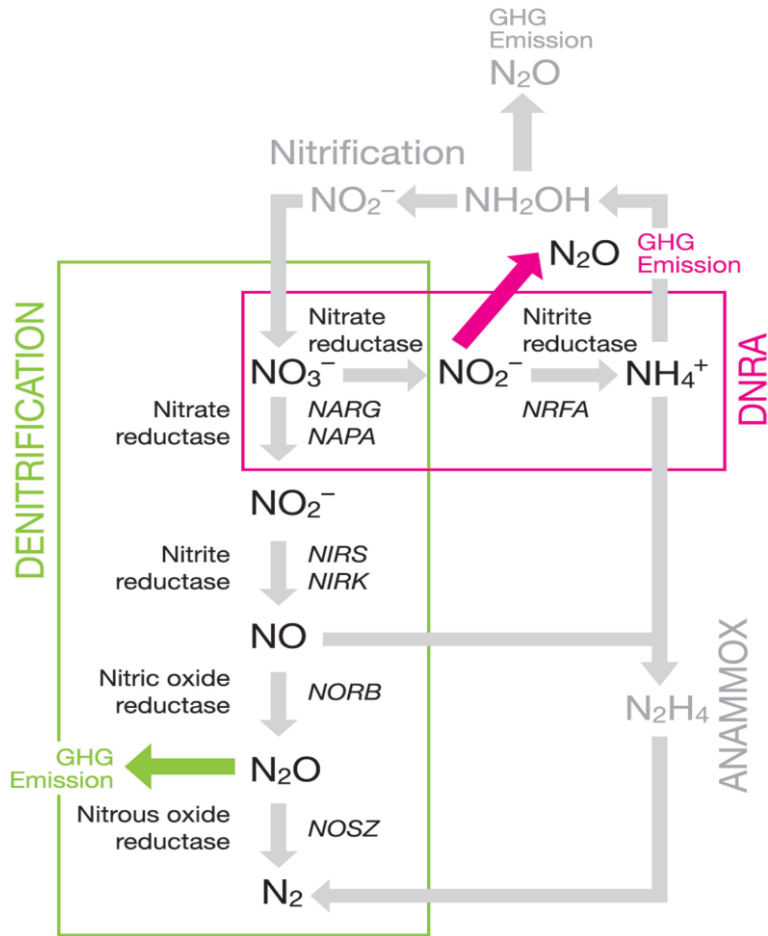 GHG
Emission
N₂O
Nitrification
NO₂⁻
NH₂OH
N₂O
GHG
Emission
DENITRIFICATION
DNRA
Nitrate
reductase
Nitrite
reductase
NO₃⁻
NO₂⁻
NH₄⁺
Nitrate
reductase
NARG
NAPA
NRFA
NO₂⁻
Nitrite
reductase
NIRS
NIRK
NO
Nitric oxide
reductase
NORB
N₂H₄
ANAMMOX
GHG
Emission
N₂O
Nitrous oxide
reductase
NOSZ
N₂